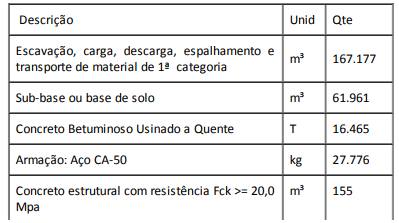 Descrição Unid Qte
Escavação, carga, descarga, espalhamento e
transporte de material de 1ª categoria m³ 167.177
Sub-base ou base de solo m³ 61.961
Concreto Betuminoso Usinado a Quente T 16.465
Armação: Aço CA-50 kg 27.776
Concreto estrutural com resistência Fck >= 20,0 m³ 155
Mpa